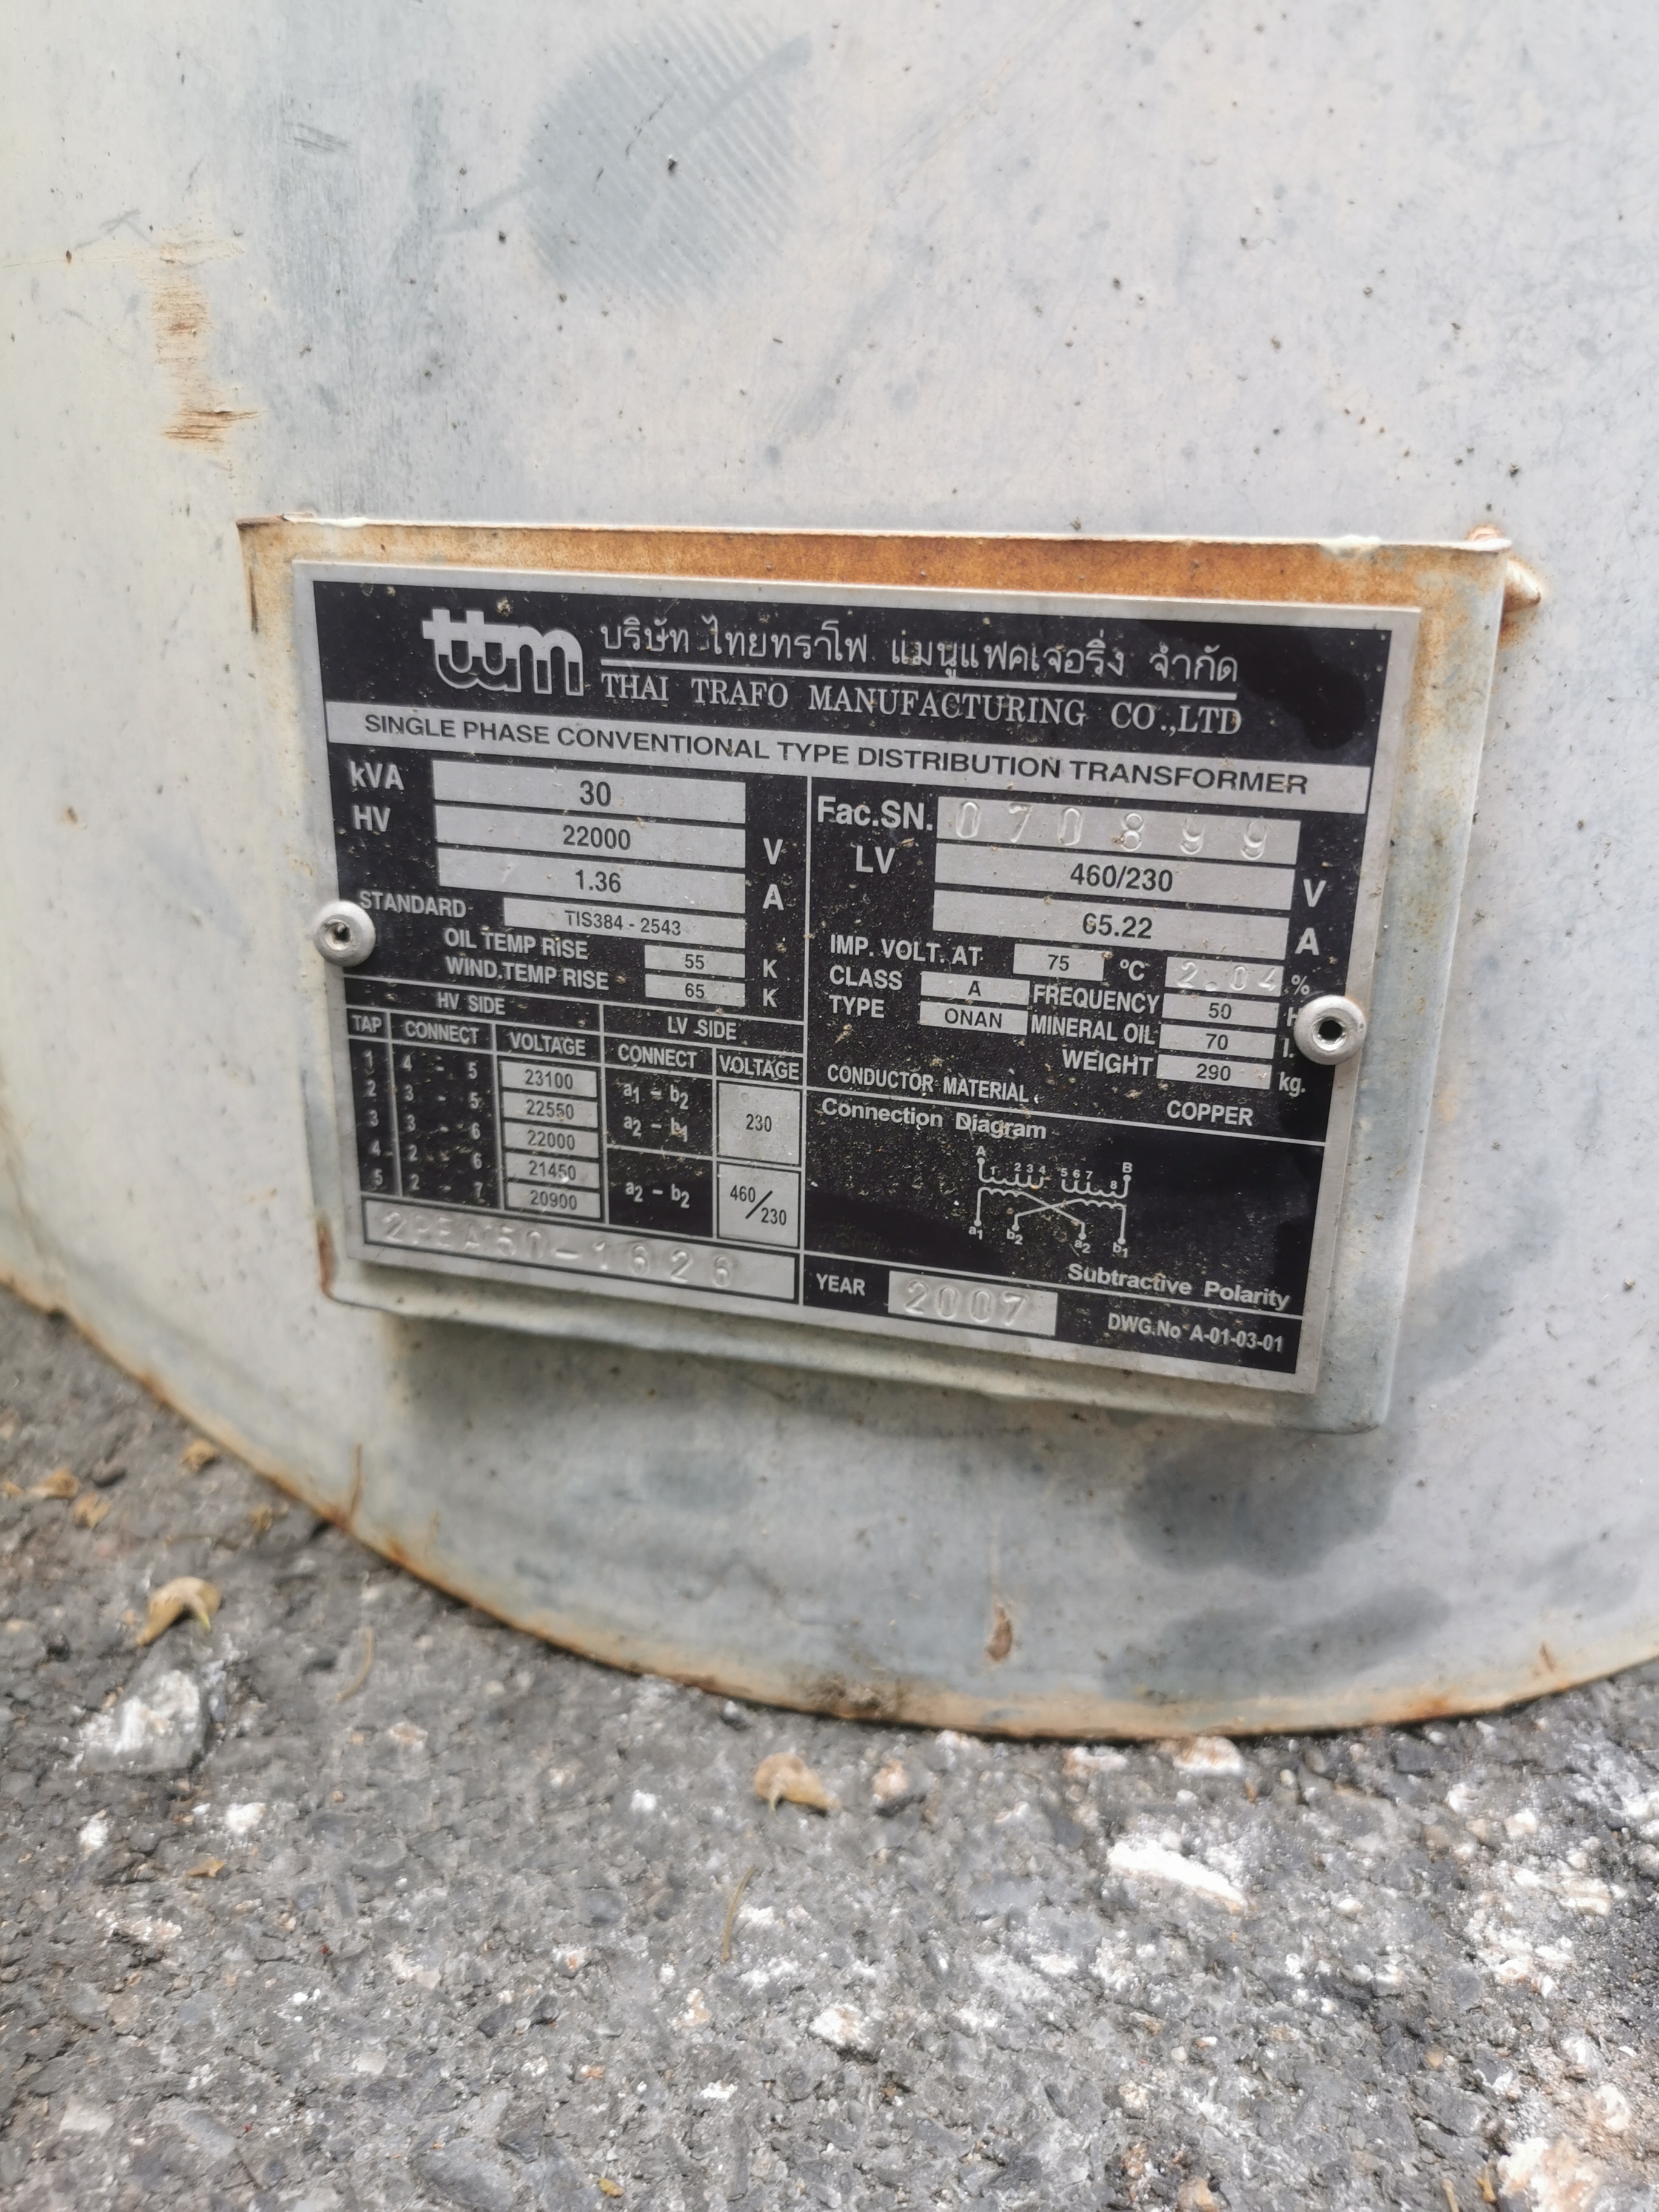 ttm บริษัท ไทยทราโฟ แมนูแฟคเจอริ่ง จำกัด
THAI TRAFO MANUFACTURING CO.,LTD
SINGLE PHASE CONVENTIONAL TYPE DISTRIBUTION TRANSFORMER
kVA 30
HV 22000 V
1.36 A
STANDARD TIS384 - 2543
OIL TEMP RISE 55 K
WIND.TEMP RISE 65 K
Fac.SN. 070899
LV 460/230 V
65.22 A
IMP. VOLT. AT 75 °C 2.04 %
CLASS A FREQUENCY 50 H
TYPE ONAN MINERAL OIL 70 l.
WEIGHT 290 kg.
CONDUCTOR MATERIAL COPPER
HV SIDE LV SIDE
TAP CONNECT VOLTAGE CONNECT VOLTAGE
1 4 - 5 23100 a1 - b2
2 3 - 5 22550 a2 - b1 230
3 3 - 6 22000
4 2 - 6 21450 a2 - b2 460/230
5 2 - 7 20900
2PEA50-1626
Connection Diagram
A 1 2 3 4 5 6 7 8 B
a1 b2 a2 b1
Subtractive Polarity
YEAR 2007
DWG.No A-01-03-01